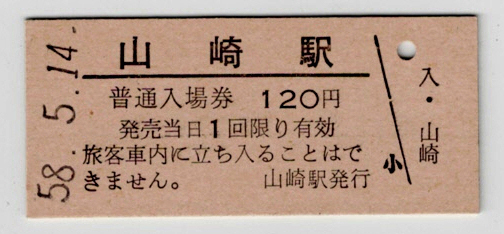 58. 5.14
山崎駅
普通入場券 120円
発売当日1回限り有効
旅客車内に立ち入ることはで
きません。 山崎駅発行
小
入・山崎